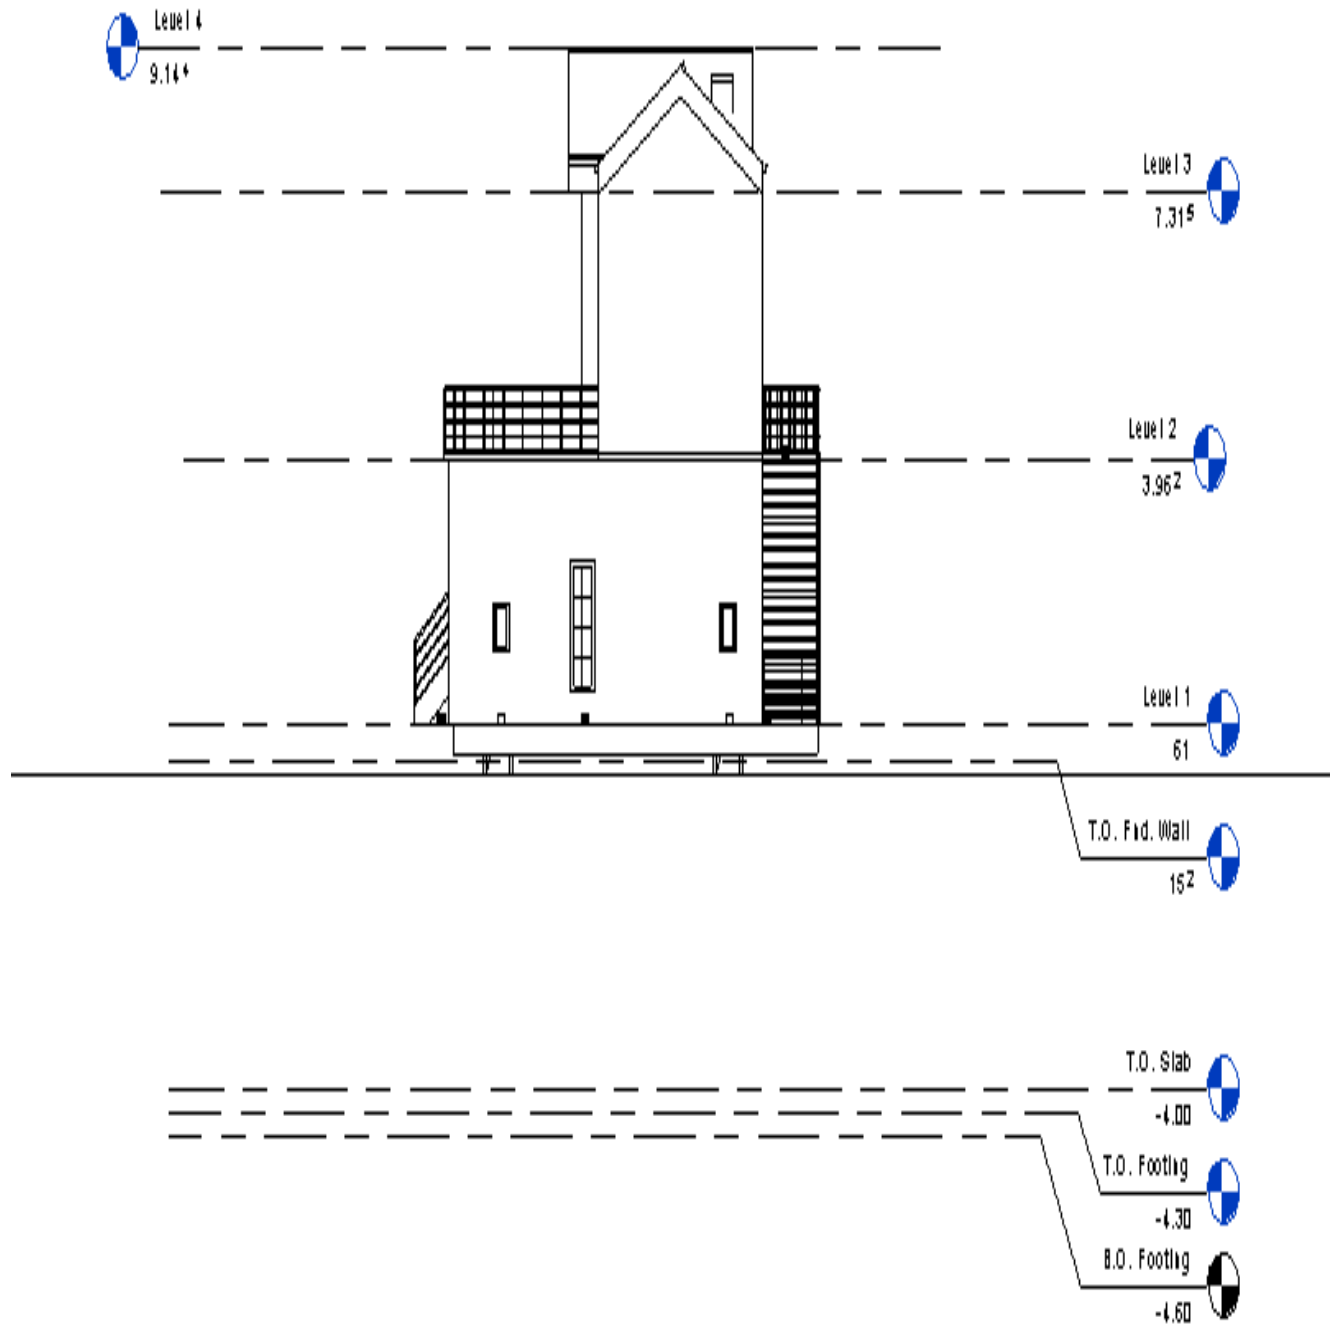 Level 4
9.14⁴
Level 3
7.31⁵
Level 2
3.96²
Level 1
61
T.O. Fnd. Wall
15²
T.O. Slab
-4.00
T.O. Footing
-4.30
B.O. Footing
-4.60